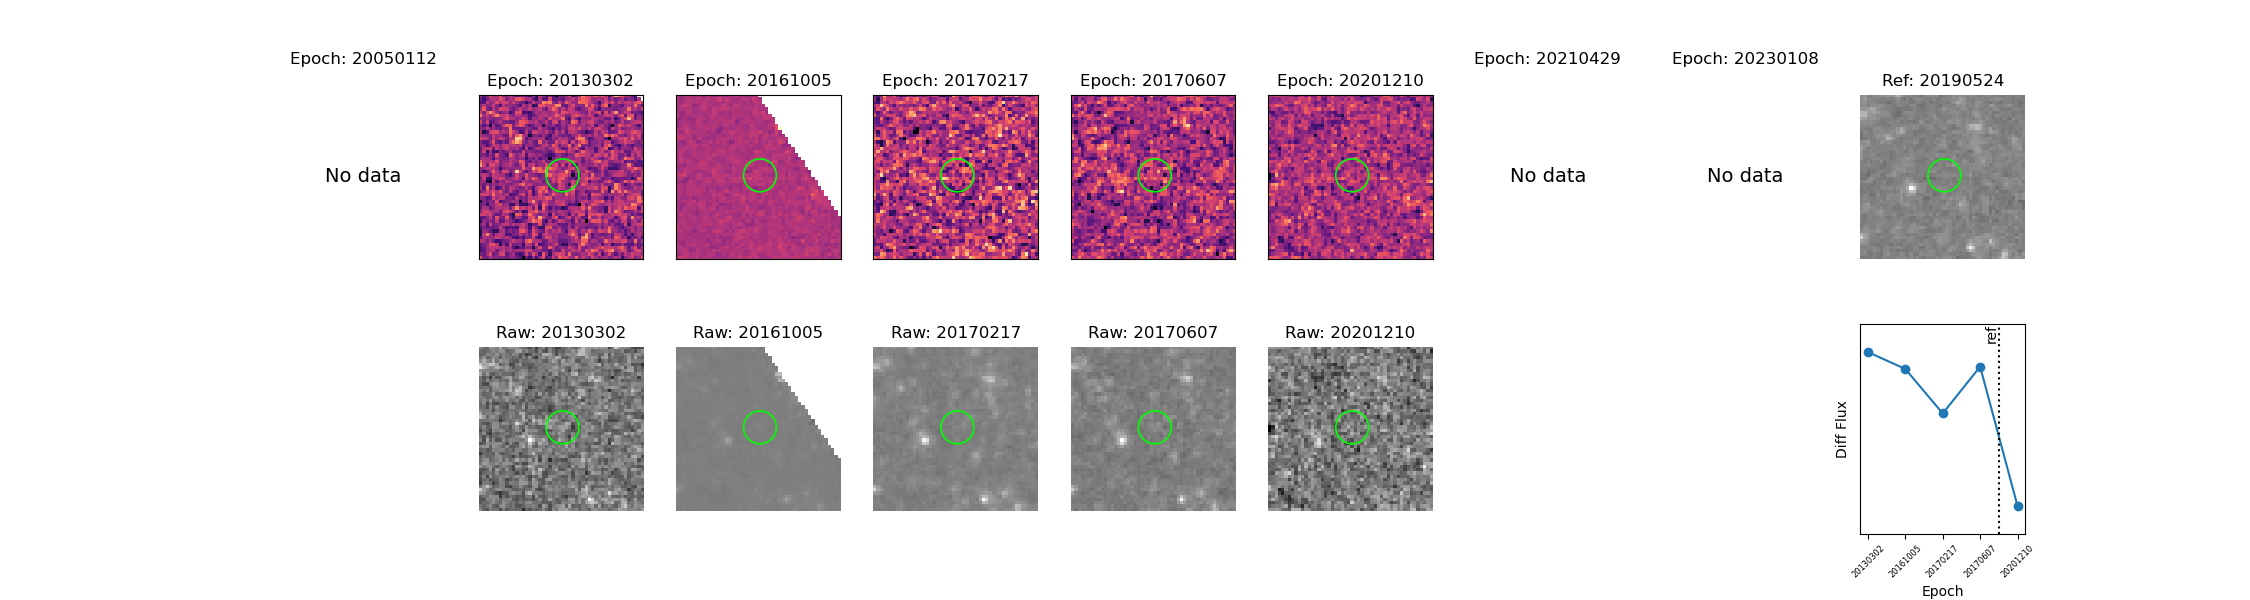 Epoch: 20050112
No data
Epoch: 20130302
Epoch: 20161005
Epoch: 20170217
Epoch: 20170607
Epoch: 20201210
Epoch: 20210429
No data
Epoch: 20230108
No data
Ref: 20190524
Raw: 20130302
Raw: 20161005
Raw: 20170217
Raw: 20170607
Raw: 20201210
ref
Diff Flux
20130302
20161005
20170217
20170607
20201210
Epoch